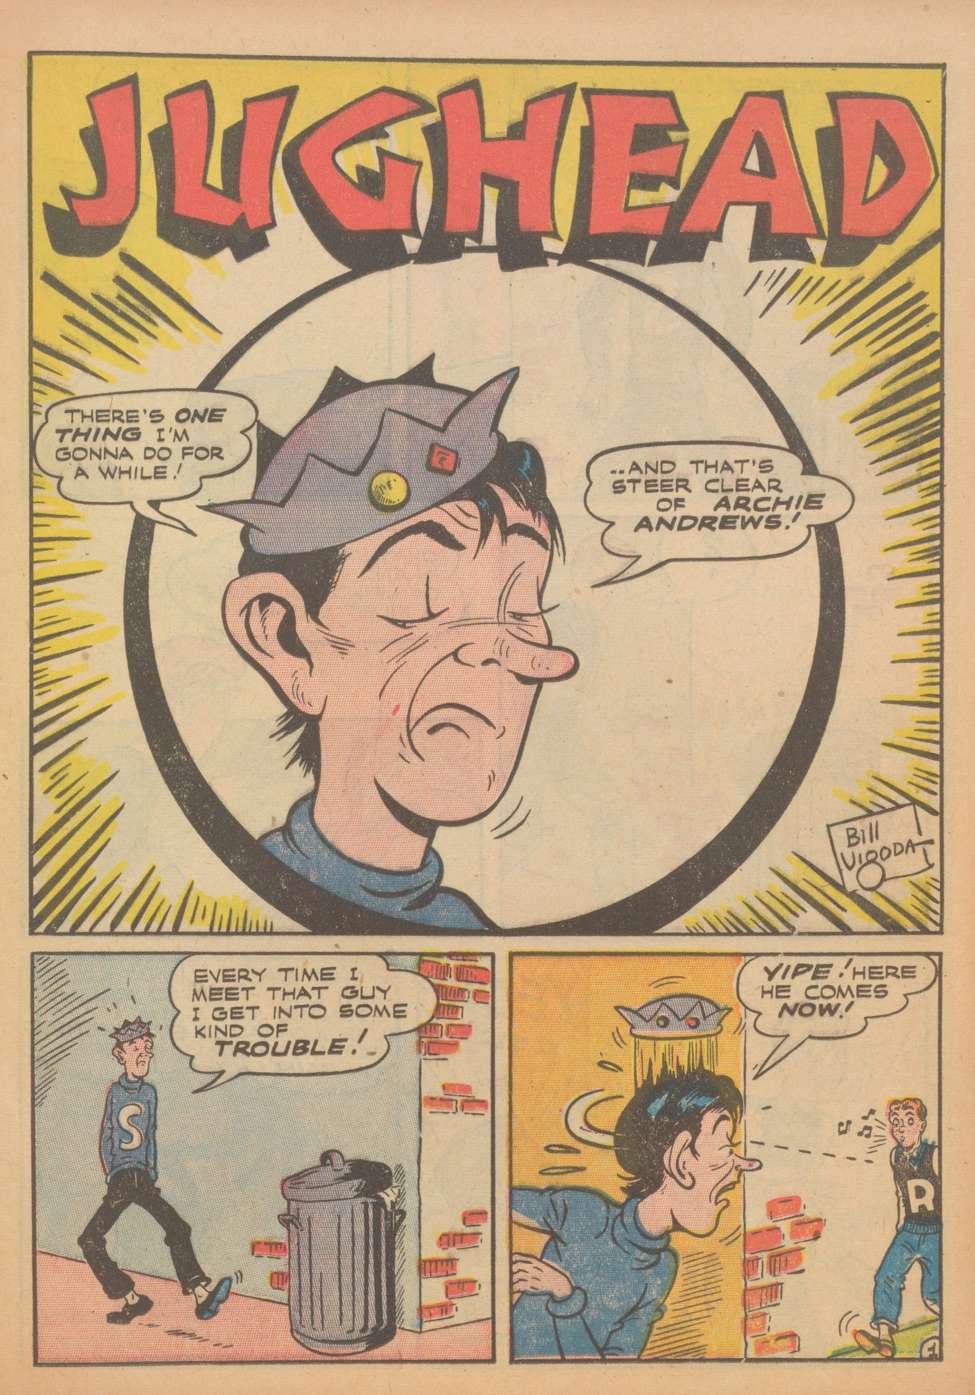 JUGHEAD
THERE'S ONE
THING I'M
GONNA DO FOR
A WHILE!
..AND THAT'S
STEER CLEAR
OF ARCHIE
ANDREWS!
Bill
VIGODA
EVERY TIME I
MEET THAT GUY
I GET INTO SOME
KIND OF
TROUBLE!
S
YIPE! HERE
HE COMES
NOW!
R